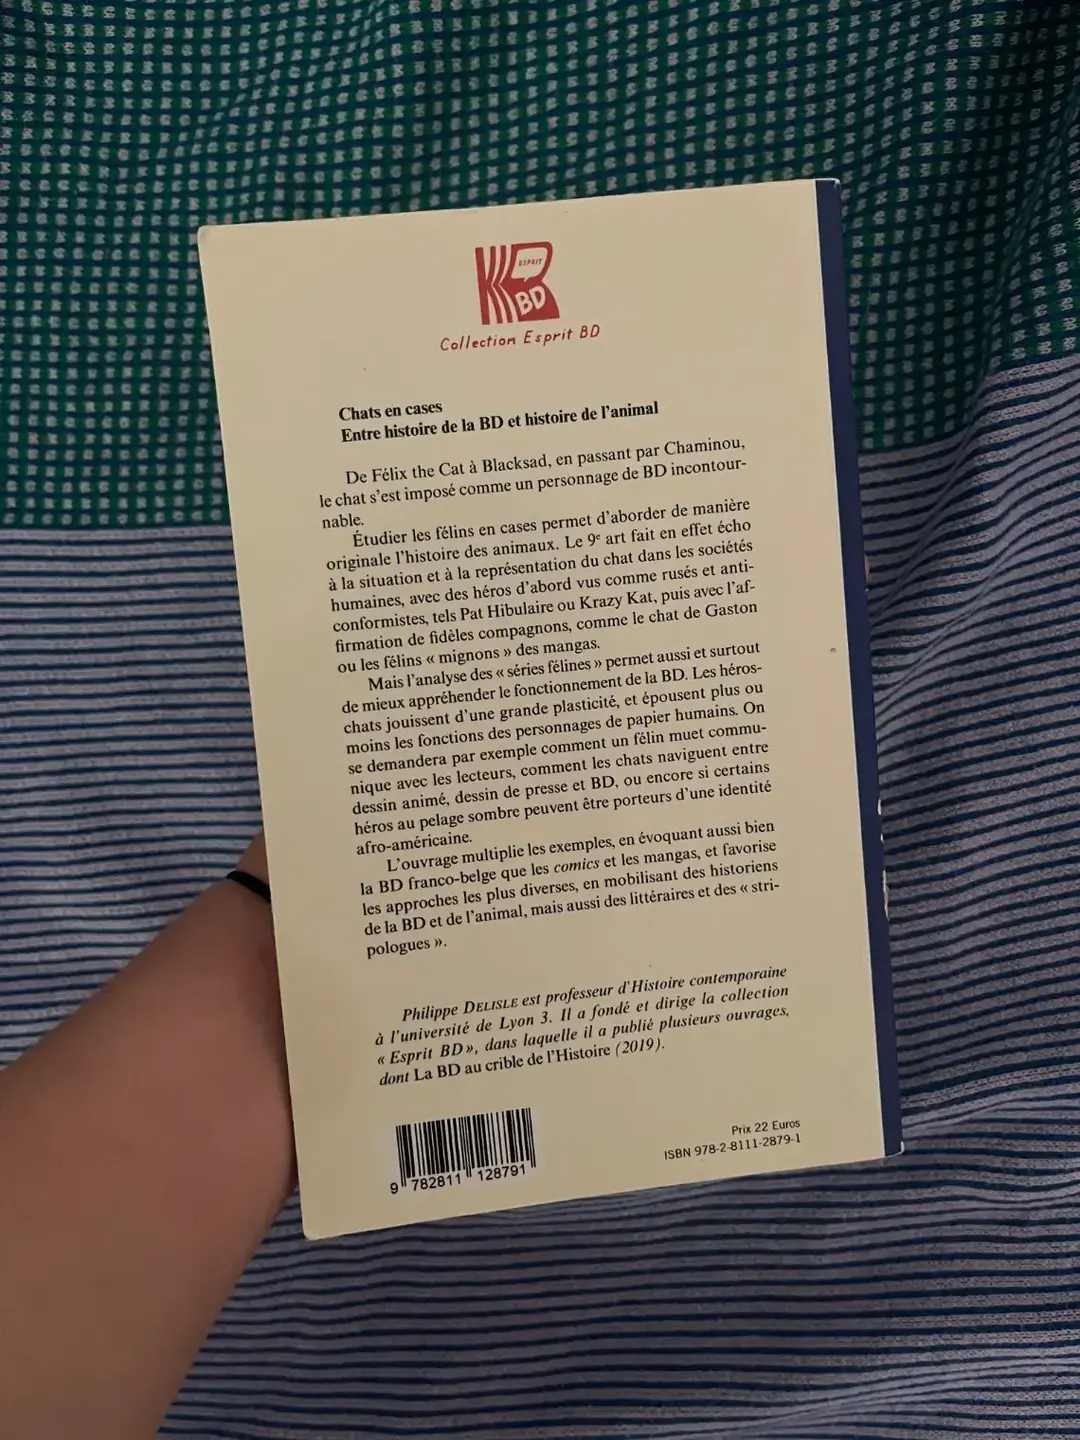 ESPRIT
BD
Collection Esprit BD
Chats en cases
Entre histoire de la BD et histoire de l'animal
De Félix the Cat à Blacksad, en passant par Chaminou,
le chat s'est imposé comme un personnage de BD incontour-
nable.
Étudier les félins en cases permet d'aborder de manière
originale l'histoire des animaux. Le 9e art fait en effet écho
à la situation et à la représentation du chat dans les sociétés
humaines, avec des héros d'abord vus comme rusés et anti-
conformistes, tels Pat Hibulaire ou Krazy Kat, puis avec l'af-
firmation de fidèles compagnons, comme le chat de Gaston
ou les félins « mignons » des mangas.
Mais l'analyse des « séries félines » permet aussi et surtout
de mieux appréhender le fonctionnement de la BD. Les héros-
chats jouissent d'une grande plasticité, et épousent plus ou
moins les fonctions des personnages de papier humains. On
se demandera par exemple comment un félin muet commu-
nique avec les lecteurs, comment les chats naviguent entre
dessin animé, dessin de presse et BD, ou encore si certains
héros au pelage sombre peuvent être porteurs d'une identité
afro-américaine.
L'ouvrage multiplie les exemples, en évoquant aussi bien
la BD franco-belge que les comics et les mangas, et favorise
les approches les plus diverses, en mobilisant des historiens
de la BD et de l'animal, mais aussi des littéraires et des « stri-
pologues ».
Philippe DELISLE est professeur d'Histoire contemporaine
à l'université de Lyon 3. Il a fondé et dirige la collection
« Esprit BD », dans laquelle il a publié plusieurs ouvrages,
dont La BD au crible de l'Histoire (2019).
Prix 22 Euros
ISBN 978-2-8111-2879-1
9 782811 128791